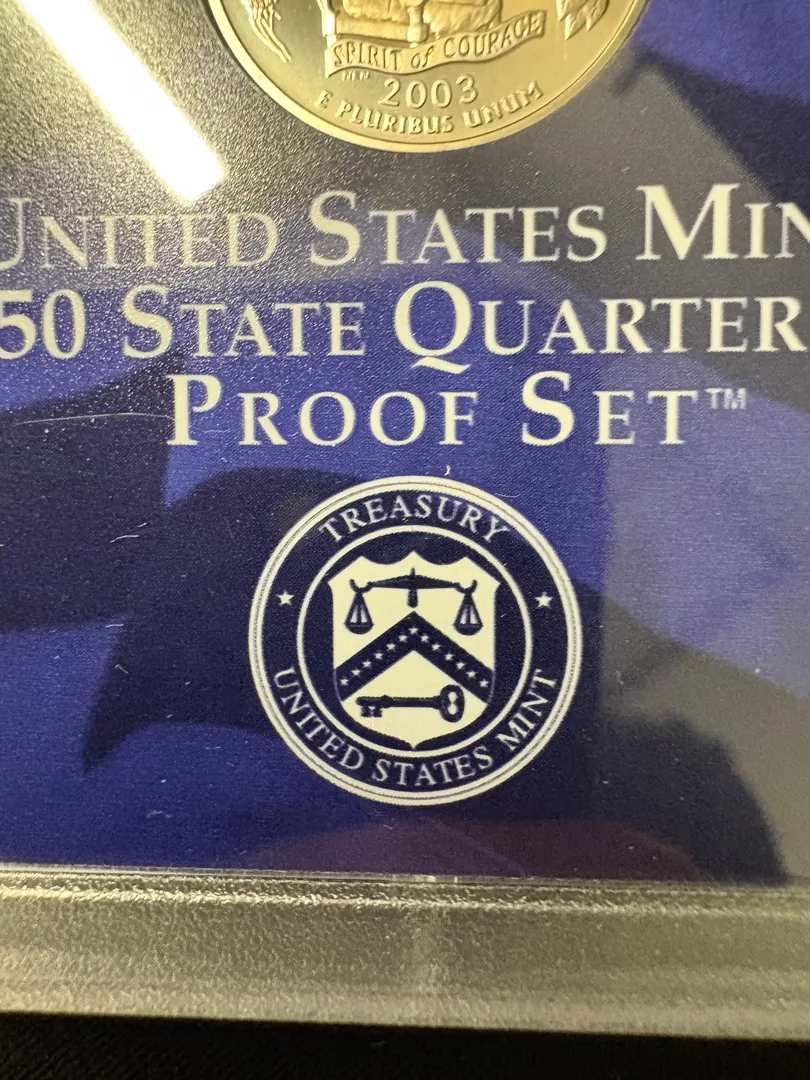 SPIRIT of COURAGE
2003
E PLURIBUS UNUM
UNITED STATES MIN
50 STATE QUARTER
PROOF SET™
TREASURY
UNITED STATES MINT